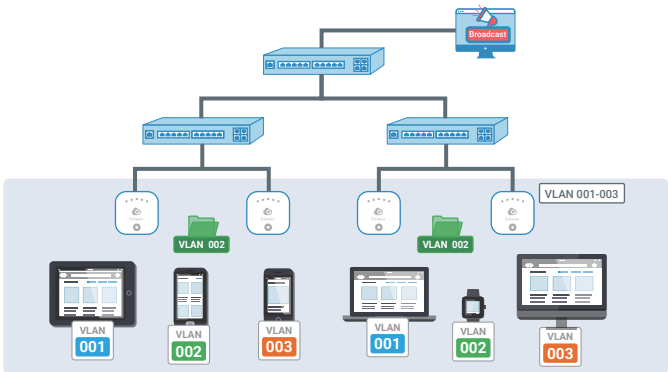 Broadcast
VLAN 001-003
VLAN 002
VLAN 002
VLAN
001
VLAN
002
VLAN
003
VLAN
001
VLAN
002
VLAN
003